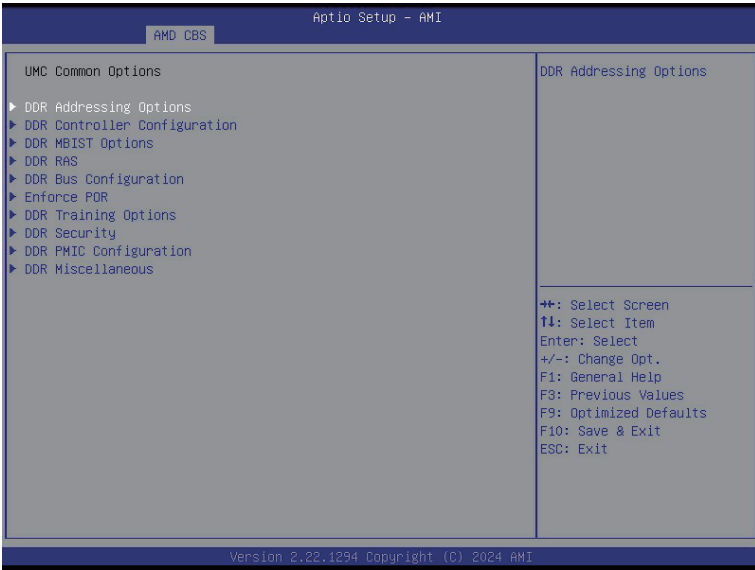 Aptio Setup – AMI
AMD CBS
UMC Common Options
DDR Addressing Options
DDR Controller Configuration
DDR MBIST Options
DDR RAS
DDR Bus Configuration
Enforce POR
DDR Training Options
DDR Security
DDR PMIC Configuration
DDR Miscellaneous
DDR Addressing Options
→←: Select Screen
↑↓: Select Item
Enter: Select
+/-: Change Opt.
F1: General Help
F3: Previous Values
F9: Optimized Defaults
F10: Save & Exit
ESC: Exit
Version 2.22.1294 Copyright (C) 2024 AMI